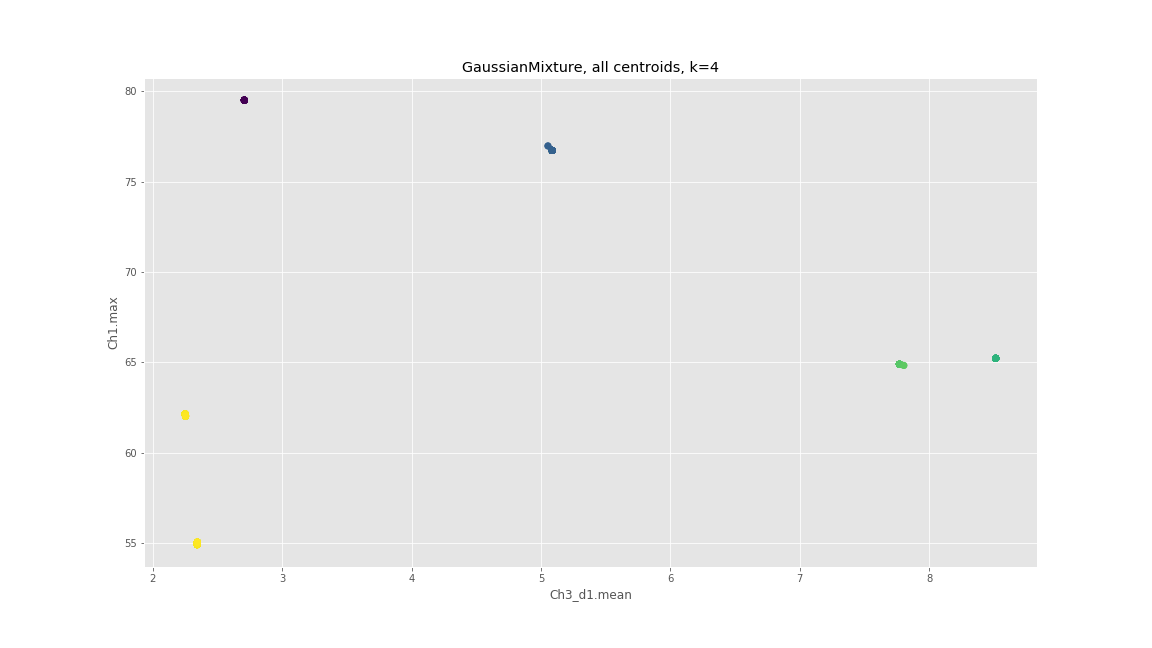 GaussianMixture, all centroids, k=4
80
75
70
65
60
55
Ch1.max
2 3 4 5 6 7 8
Ch3_d1.mean